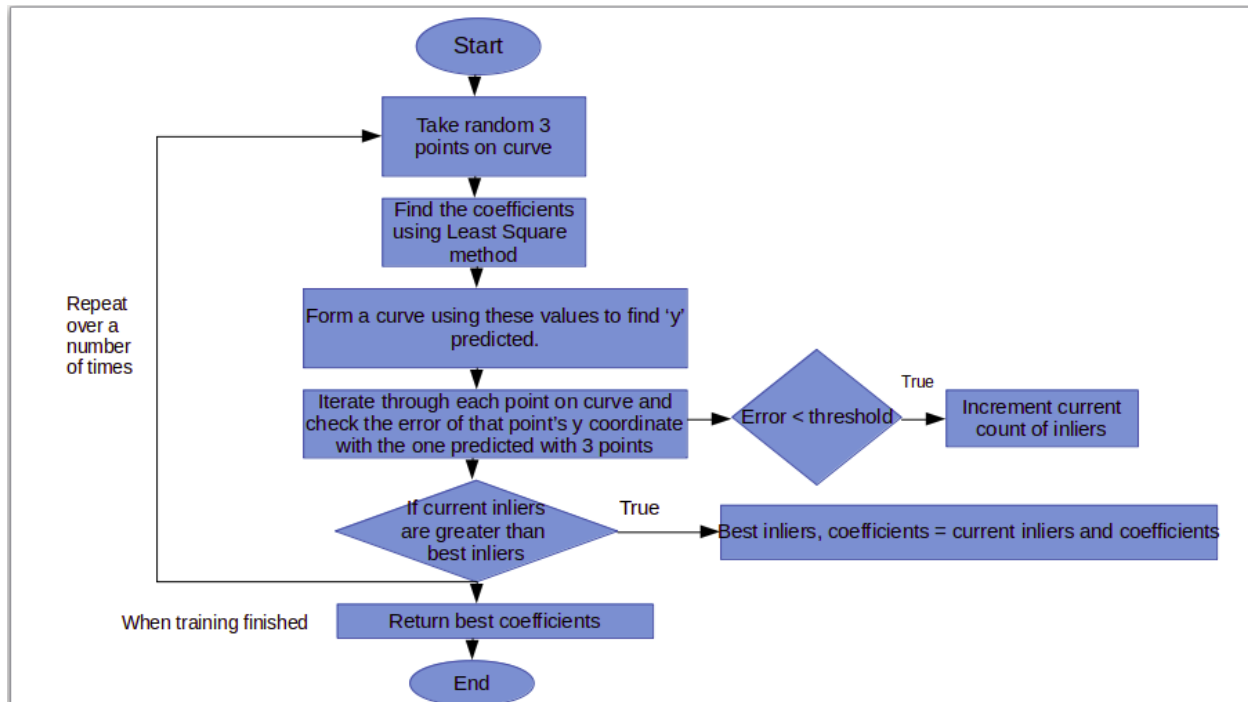 Start
Take random 3
points on curve
Find the coefficients
using Least Square
method
Repeat
over a
number
of times
Form a curve using these values to find ‘y’
predicted.
Iterate through each point on curve and
check the error of that point’s y coordinate
with the one predicted with 3 points
Error < threshold
True
Increment current
count of inliers
If current inliers
are greater than
best inliers
True
Best inliers, coefficients = current inliers and coefficients
When training finished
Return best coefficients
End